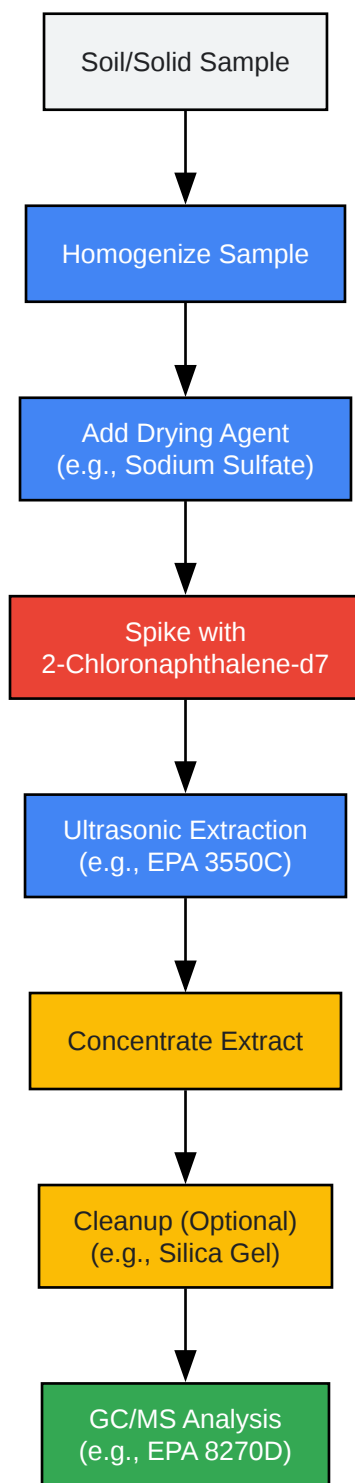 Soil/Solid Sample
Homogenize Sample
Add Drying Agent
(e.g., Sodium Sulfate)
Spike with
2-Chloronaphthalene-d7
Ultrasonic Extraction
(e.g., EPA 3550C)
Concentrate Extract
Cleanup (Optional)
(e.g., Silica Gel)
GC/MS Analysis
(e.g., EPA 8270D)